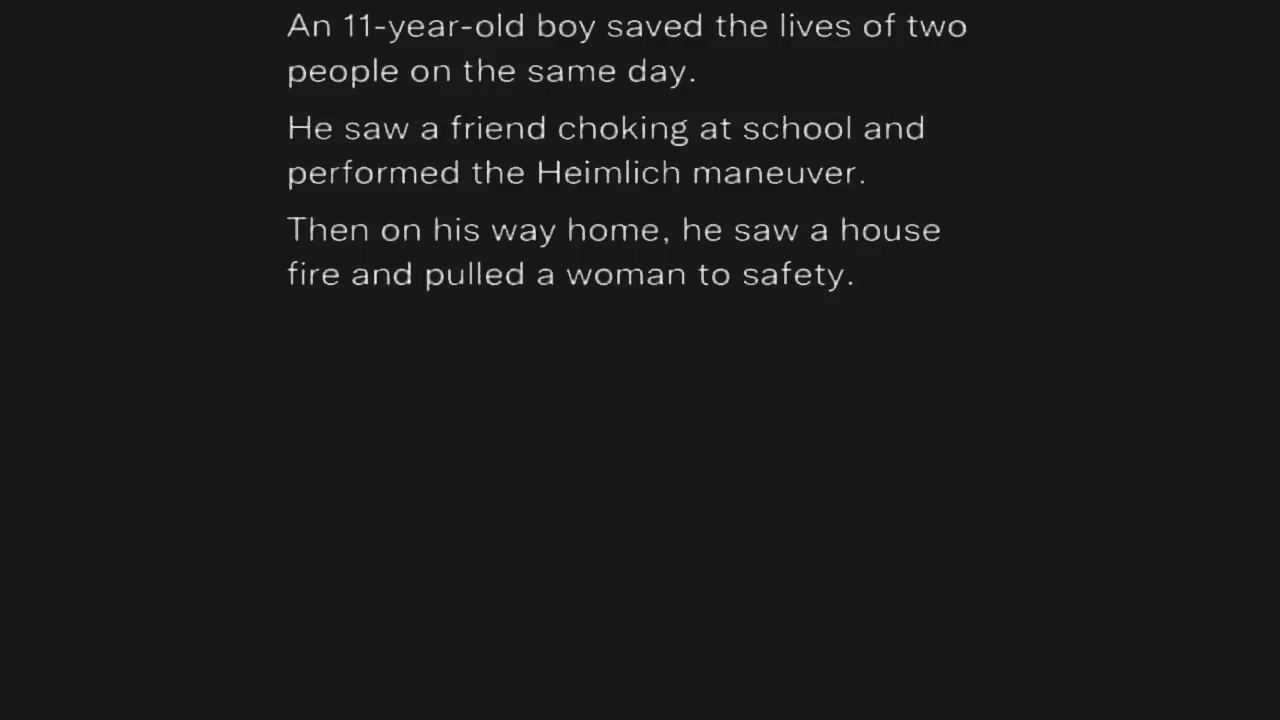 An 11-year-old boy saved the lives of two
people on the same day.
He saw a friend choking at school and
performed the Heimlich maneuver.
Then on his way home, he saw a house
fire and pulled a woman to safety.